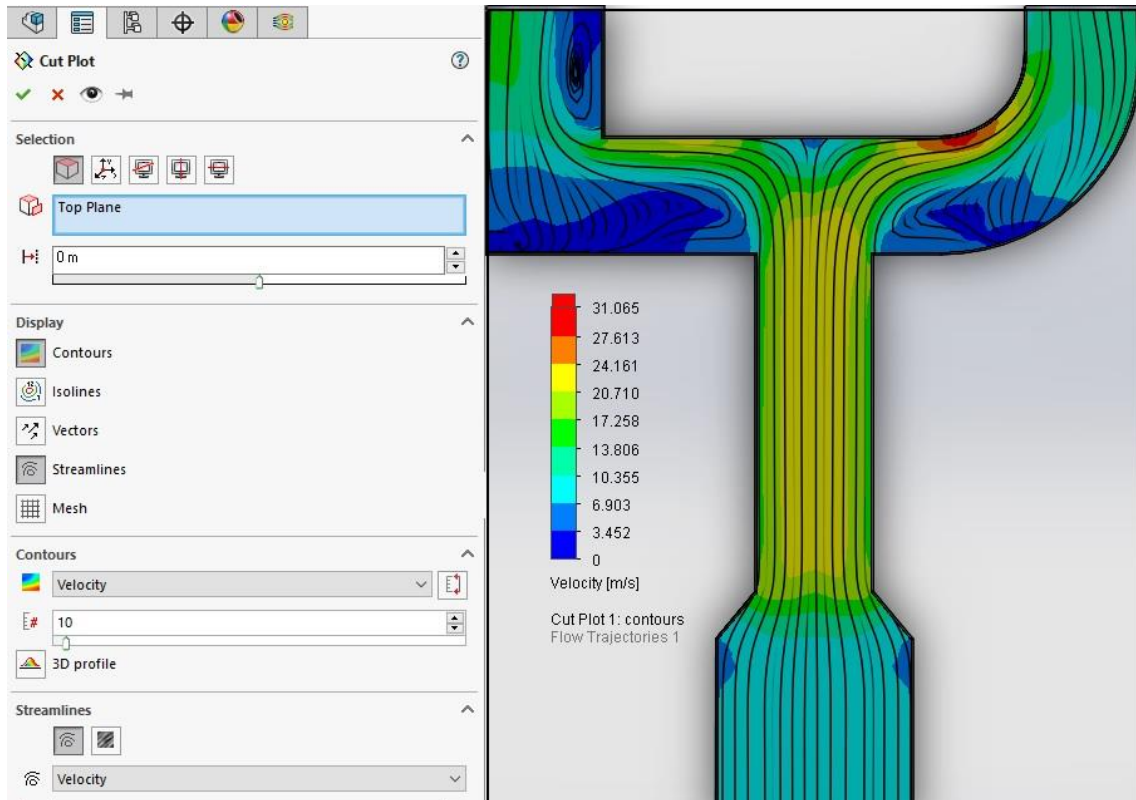 Cut Plot
Selection
Top Plane
0 m
Display
Contours
Isolines
Vectors
Streamlines
Mesh
Contours
Velocity
10
3D profile
Streamlines
Velocity
31.065
27.613
24.161
20.710
17.258
13.806
10.355
6.903
3.452
0
Velocity [m/s]
Cut Plot 1: contours
Flow Trajectories 1